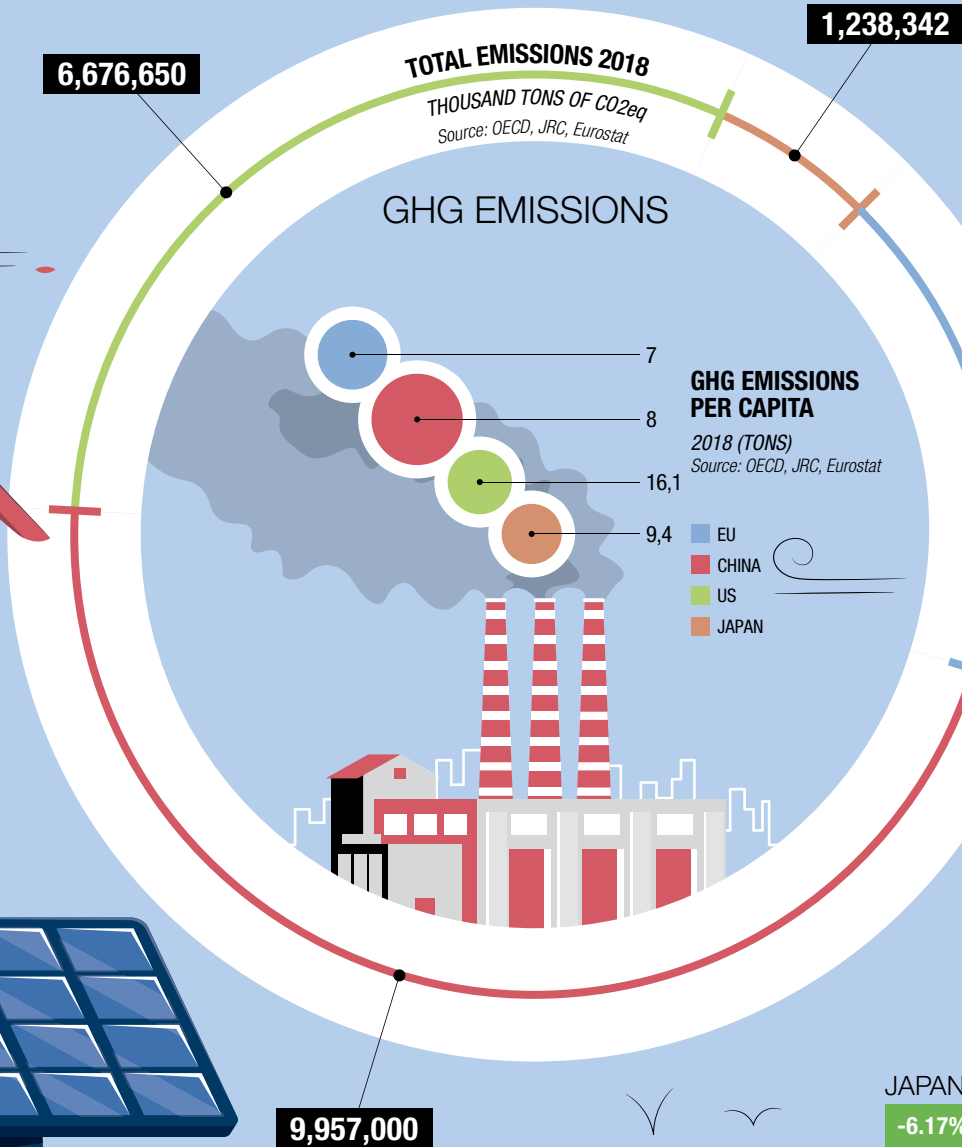 1,238,342
6,676,650
TOTAL EMISSIONS 2018
THOUSAND TONS OF CO2eq
Source: OECD, JRC, Eurostat
GHG EMISSIONS
7
8
16,1
9,4
GHG EMISSIONS
PER CAPITA
2018 (TONS)
Source: OECD, JRC, Eurostat
EU
CHINA
US
JAPAN
9,957,000
JAPAN
-6.17%